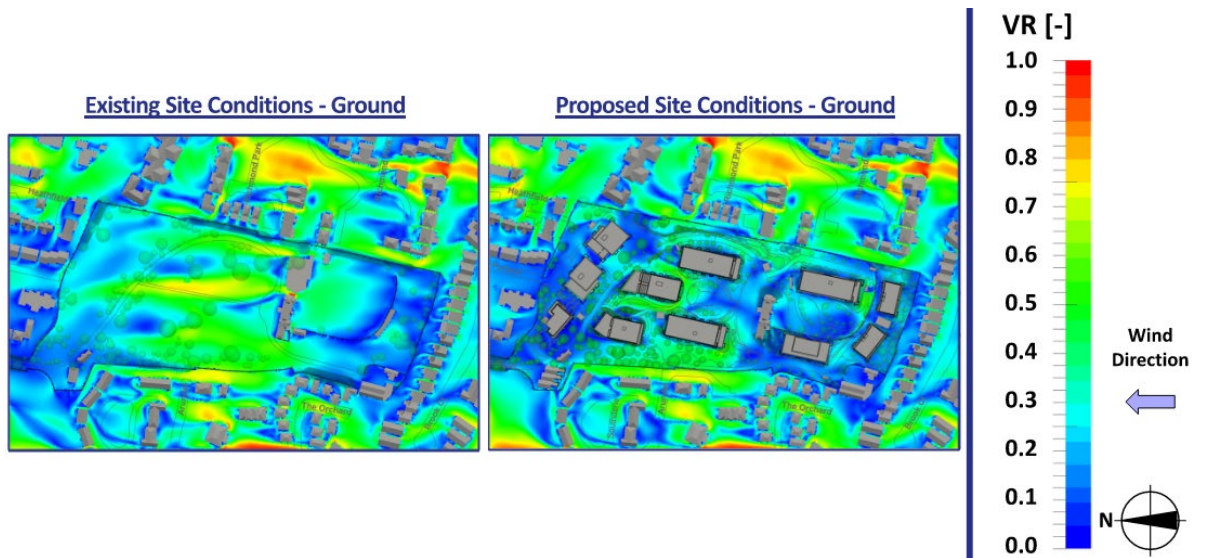 VR [-]
Existing Site Conditions - Ground
Proposed Site Conditions - Ground
1.0
0.9
0.8
0.7
0.6
0.5
0.4
0.3
0.2
0.1
0.0
Wind
Direction
N
The Orchard
The Orchard